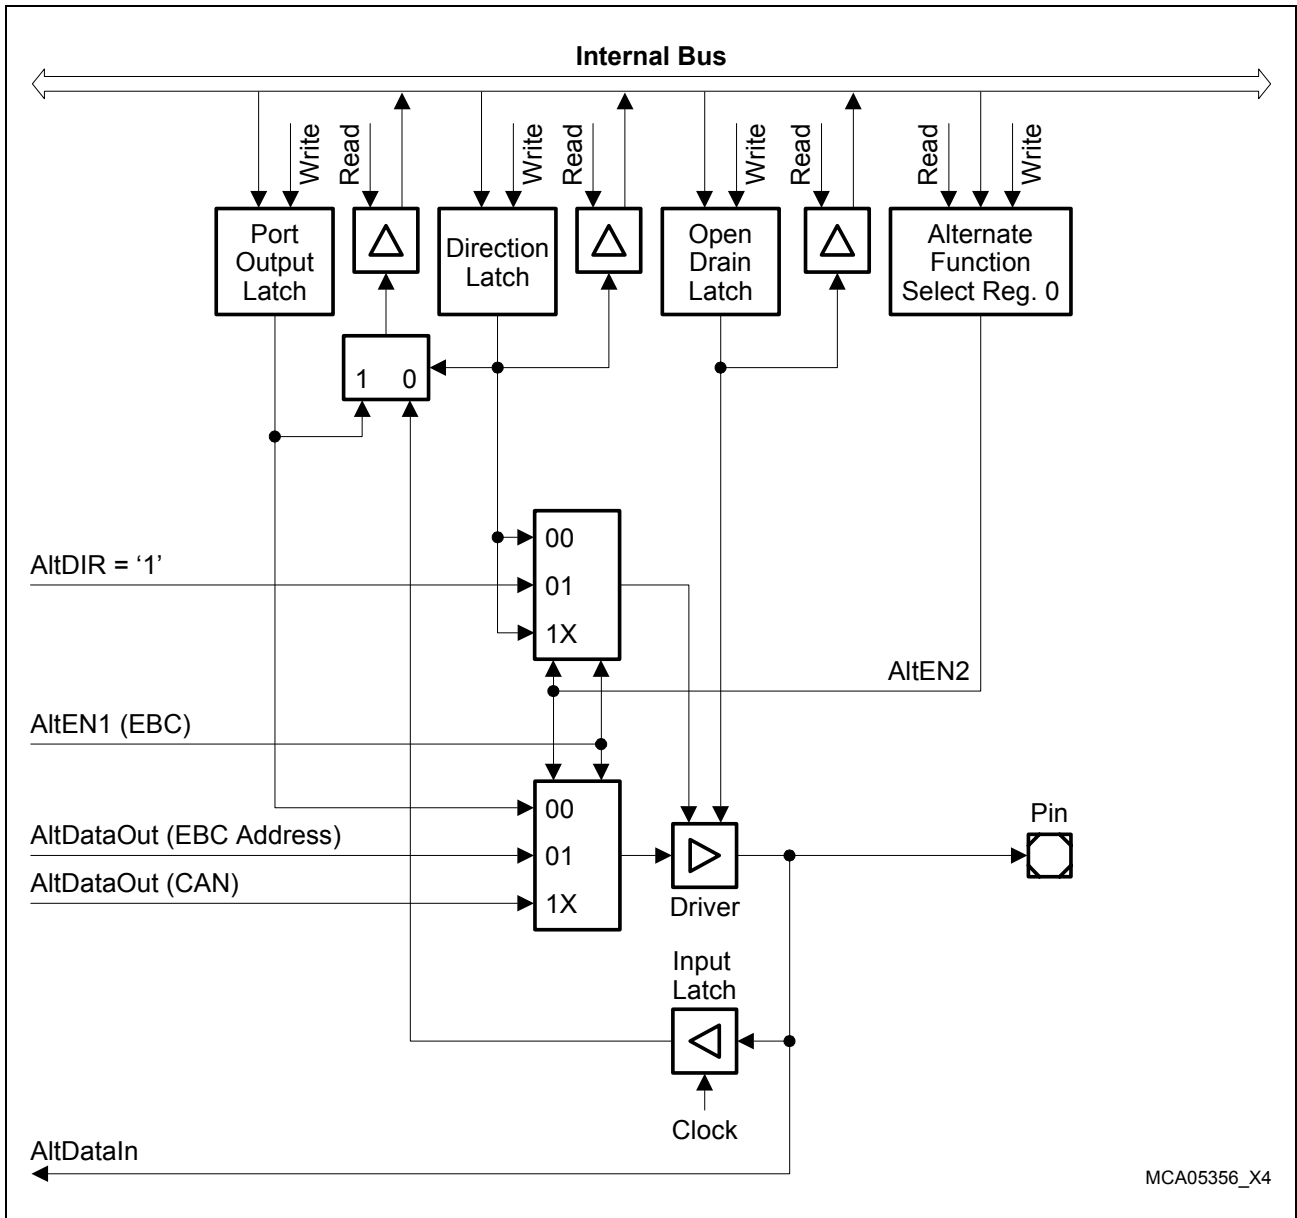 Internal Bus
Write
Read
Write
Read
Write
Read
Read
Write
Port
Output
Latch
Direction
Latch
Open
Drain
Latch
Alternate
Function
Select Reg. 0
1 0
00
AltDIR = ‘1’
01
1X
AltEN2
AltEN1 (EBC)
00
Pin
AltDataOut (EBC Address)
01
AltDataOut (CAN)
1X
Driver
Input
Latch
Clock
AltDataIn
MCA05356_X4